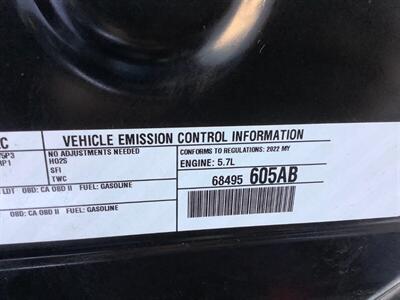 VEHICLE EMISSION CONTROL INFORMATION
NO ADJUSTMENTS NEEDED
HO2S
SFI
TWC
LDT OBD: CA OBD II FUEL: GASOLINE
OBD: CA OBD II FUEL: GASOLINE
CONFORMS TO REGULATIONS: 2022 MY
ENGINE: 5.7L
68495 605AB